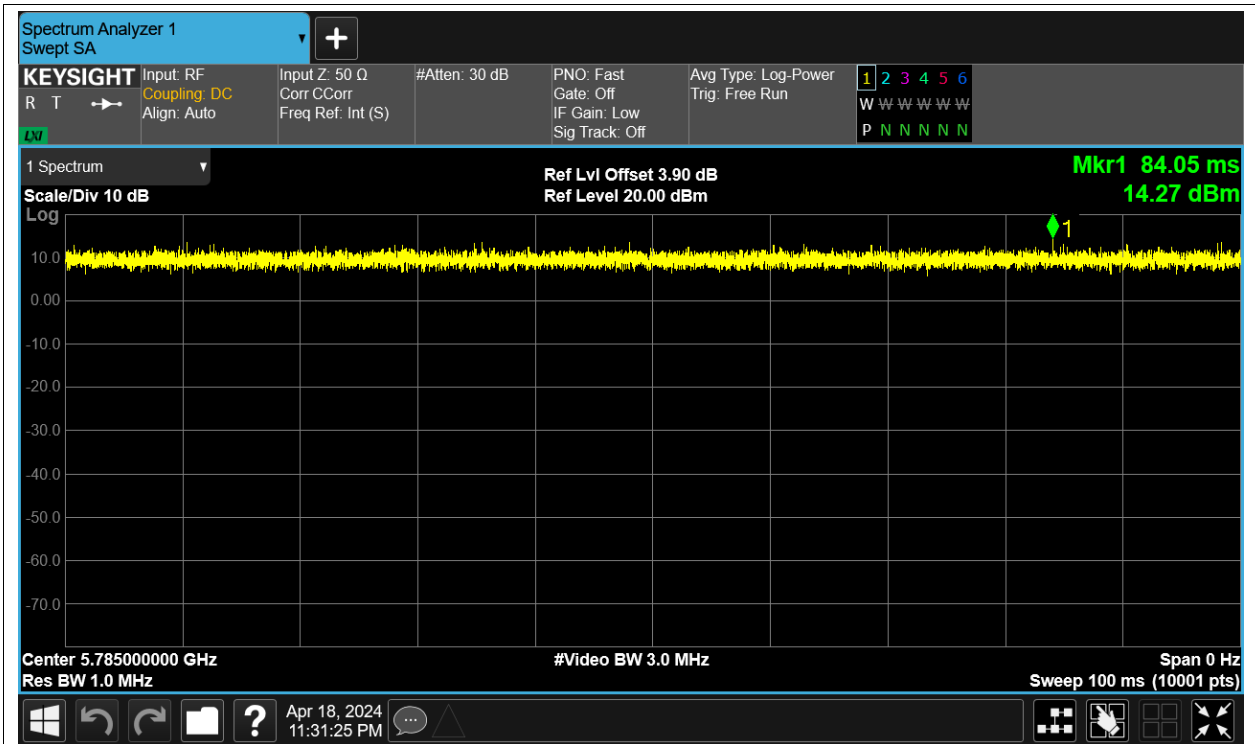 Spectrum Analyzer 1
Swept SA
KEYSIGHT
R T
LXI
Input: RF
Coupling: DC
Align: Auto
Input Z: 50 Ω
Corr CCorr
Freq Ref: Int (S)
#Atten: 30 dB
PNO: Fast
Gate: Off
IF Gain: Low
Sig Track: Off
Avg Type: Log-Power
Trig: Free Run
1 2 3 4 5 6
W W W W W W
P N N N N N
1 Spectrum
Scale/Div 10 dB
Log
Ref Lvl Offset 3.90 dB
Ref Level 20.00 dBm
Mkr1 84.05 ms
14.27 dBm
1
10.0
0.00
-10.0
-20.0
-30.0
-40.0
-50.0
-60.0
-70.0
Center 5.785000000 GHz
Res BW 1.0 MHz
#Video BW 3.0 MHz
Span 0 Hz
Sweep 100 ms (10001 pts)
?
Apr 18, 2024
11:31:25 PM